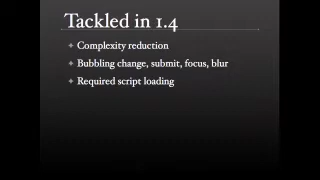 Tackled in 1.4
Complexity reduction
Bubbling change, submit, focus, blur
Required script loading